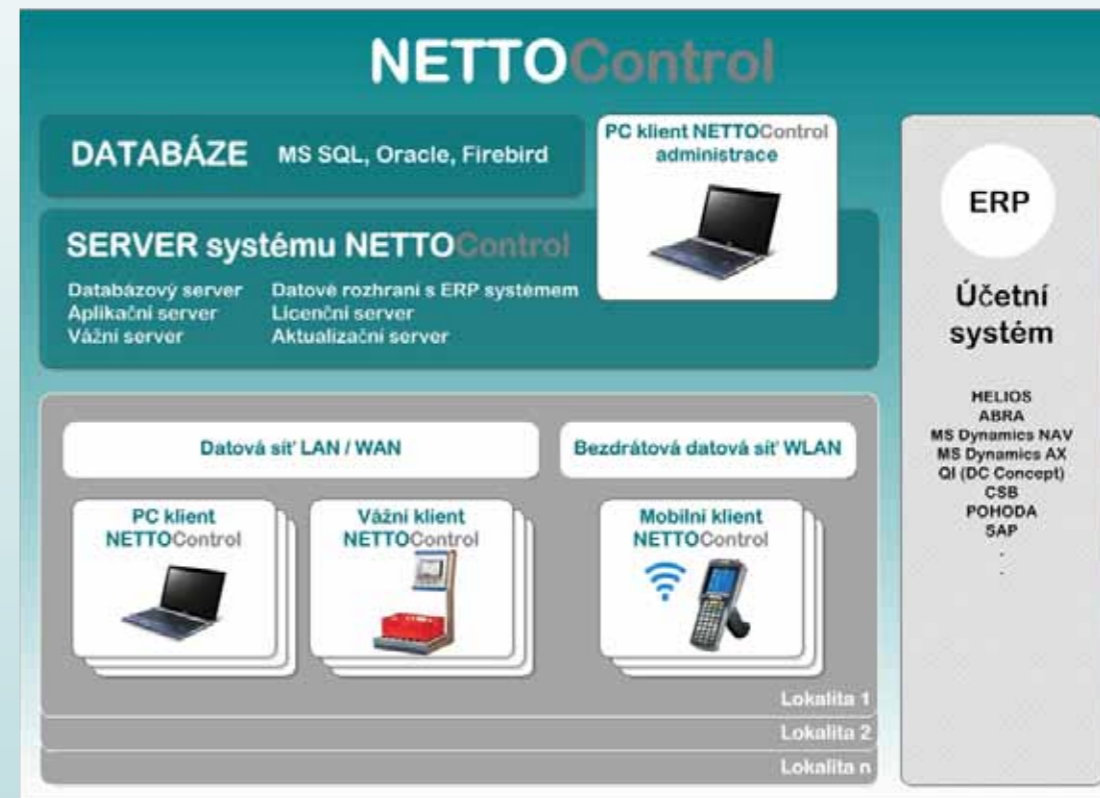 NETTOControl
DATABÁZE MS SQL, Oracle, Firebird
PC klient NETTOControl
administrace
SERVER systému NETTOControl
Databázový server Datové rozhraní s ERP systémem
Aplikační server Licenční server
Vážní server Aktualizační server
Datová síť LAN / WAN
Bezdrátová datová síť WLAN
PC klient
NETTOControl
Vážní klient
NETTOControl
Mobilní klient
NETTOControl
Lokalita 1
Lokalita 2
Lokalita n
ERP
Účetní
systém
HELIOS
ABRA
MS Dynamics NAV
MS Dynamics AX
QI (DC Concept)
CSB
POHODA
SAP
.
.